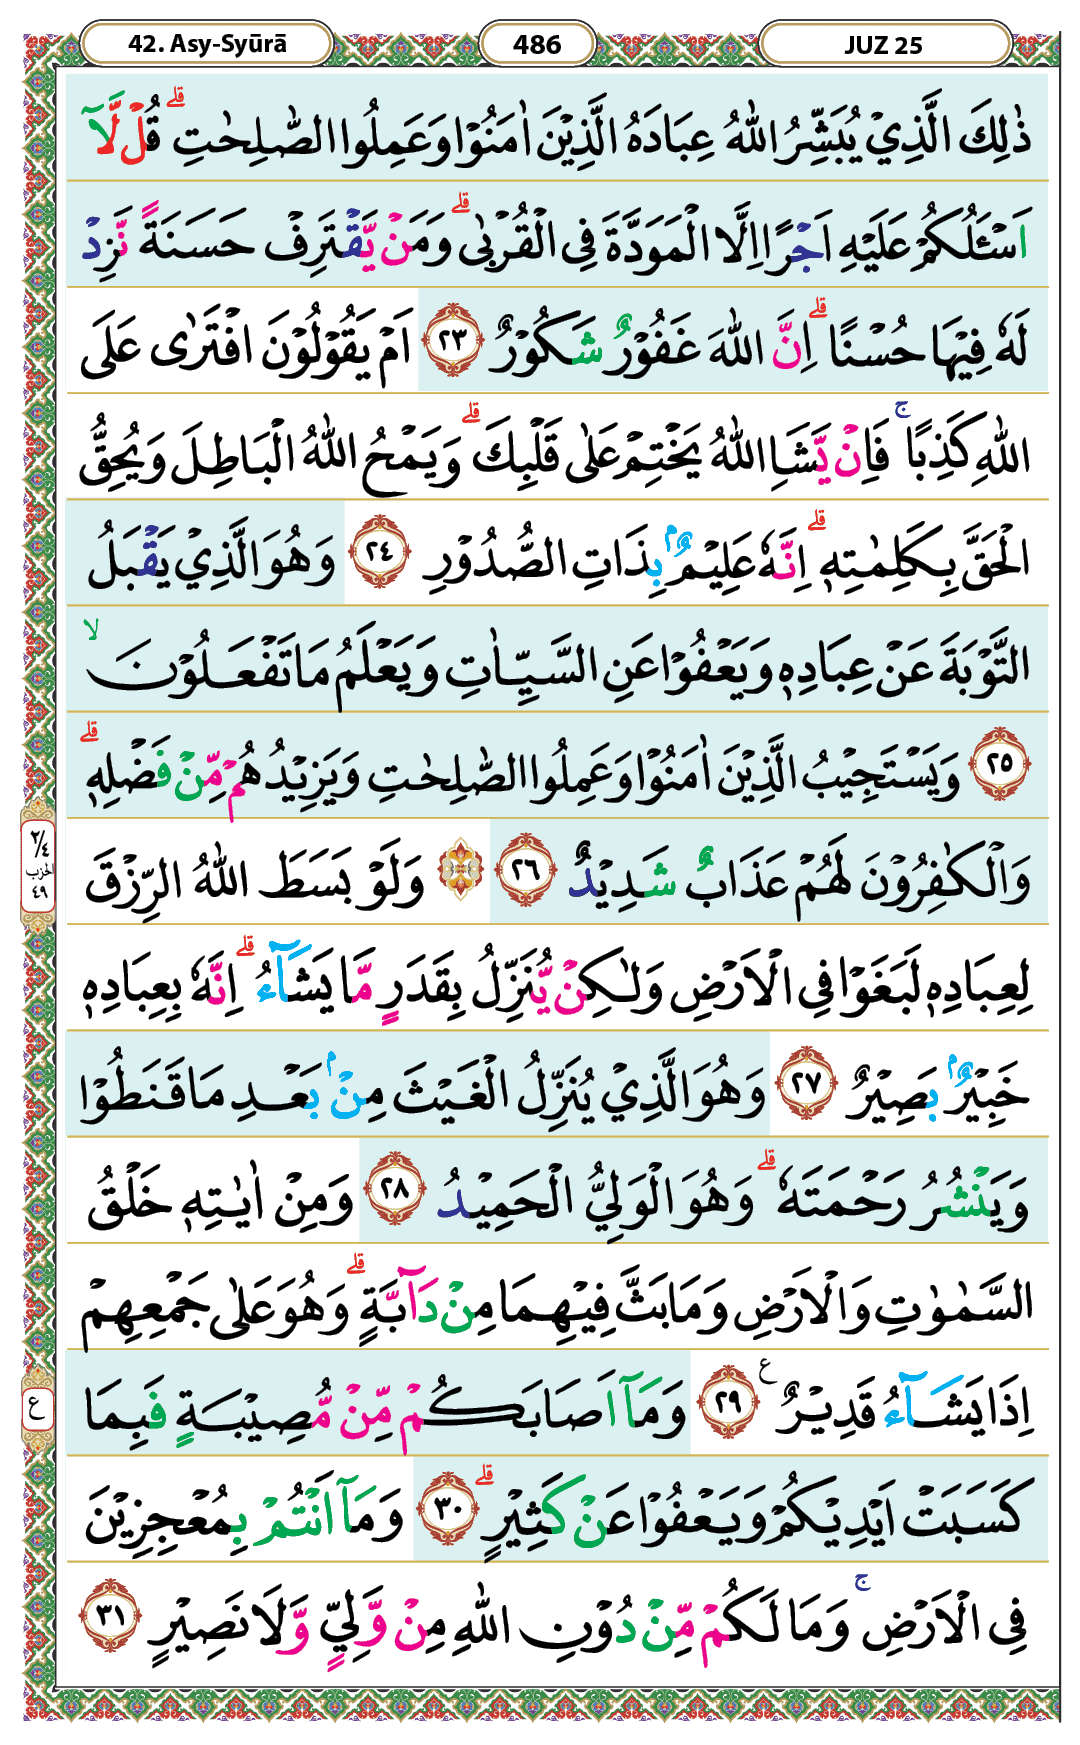 42. Asy-Syūrā
486
JUZ 25
ذٰلِكَ الَّذِيْ يُبَشِّرُ اللّٰهُ عِبَادَهُ الَّذِيْنَ اٰمَنُوْا وَعَمِلُوا الصّٰلِحٰتِۗ قُلْ لَّآ
اَسْـَٔلُكُمْ عَلَيْهِ اَجْرًا اِلَّا الْمَوَدَّةَ فِى الْقُرْبٰىۗ وَمَنْ يَّقْتَرِفْ حَسَنَةً نَّزِدْ
لَهٗ فِيْهَا حُسْنًاۗ اِنَّ اللّٰهَ غَفُوْرٌ شَكُوْرٌ ٢٣ اَمْ يَقُوْلُوْنَ افْتَرٰى عَلَى
اللّٰهِ كَذِبًاۚ فَاِنْ يَّشَاِ اللّٰهُ يَخْتِمْ عَلٰى قَلْبِكَۗ وَيَمْحُ اللّٰهُ الْبَاطِلَ وَيُحِقُّ
الْحَقَّ بِكَلِمٰتِهٖۗ اِنَّهٗ عَلِيْمٌۢ بِذَاتِ الصُّدُوْرِ ٢٤ وَهُوَ الَّذِيْ يَقْبَلُ
التَّوْبَةَ عَنْ عِبَادِهٖ وَيَعْفُوْا عَنِ السَّيِّاٰتِ وَيَعْلَمُ مَا تَفْعَلُوْنَۙ
٢٥ وَيَسْتَجِيْبُ الَّذِيْنَ اٰمَنُوْا وَعَمِلُوا الصّٰلِحٰتِ وَيَزِيْدُهُمْ مِّنْ فَضْلِهٖۗ
وَالْكٰفِرُوْنَ لَهُمْ عَذَابٌ شَدِيْدٌ ٢٦ ۞ وَلَوْ بَسَطَ اللّٰهُ الرِّزْقَ
٢/٤
الحزب
٤٩
لِعِبَادِهٖ لَبَغَوْا فِى الْاَرْضِ وَلٰكِنْ يُّنَزِّلُ بِقَدَرٍ مَّا يَشَاۤءُۗ اِنَّهٗ بِعِبَادِهٖ
خَبِيْرٌۢ بَصِيْرٌ ٢٧ وَهُوَ الَّذِيْ يُنَزِّلُ الْغَيْثَ مِنْۢ بَعْدِ مَا قَنَطُوْا
وَيَنْشُرُ رَحْمَتَهٗۗ وَهُوَ الْوَلِيُّ الْحَمِيْدُ ٢٨ وَمِنْ اٰيٰتِهٖ خَلْقُ
السَّمٰوٰتِ وَالْاَرْضِ وَمَا بَثَّ فِيْهِمَا مِنْ دَاۤبَّةٍۗ وَهُوَ عَلٰى جَمْعِهِمْ
اِذَا يَشَاۤءُ قَدِيْرٌ ࣖ ٢٩ وَمَآ اَصَابَكُمْ مِّنْ مُّصِيْبَةٍ فَبِمَا
ع
كَسَبَتْ اَيْدِيْكُمْ وَيَعْفُوْا عَنْ كَثِيْرٍۗ ٣٠ وَمَآ اَنْتُمْ بِمُعْجِزِيْنَ
فِى الْاَرْضِۚ وَمَا لَكُمْ مِّنْ دُوْنِ اللّٰهِ مِنْ وَّلِيٍّ وَّلَا نَصِيْرٍ ٣١